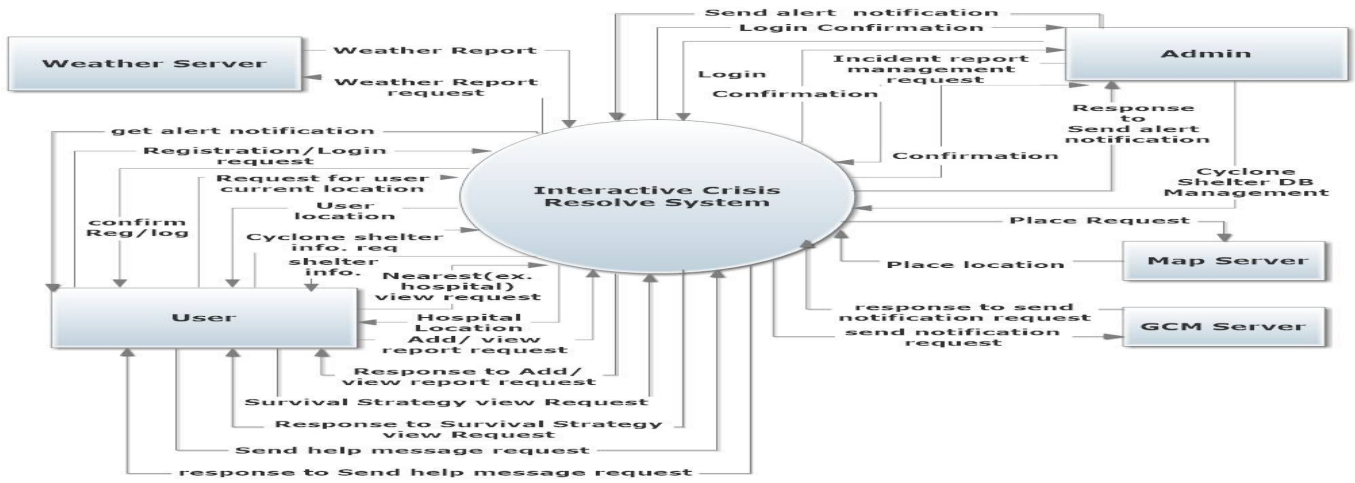 Send alert notification
Login Confirmation
Weather Server
Weather Report
Weather Report
request
Login
Confirmation
Incident report
management
request
Admin
get alert notification
Registration/Login
request
Request for user
current location
User
location
confirm
Reg/log
Cyclone shelter
info. req
shelter
info.
Interactive Crisis
Resolve System
Confirmation
Response
to
Send alert
notification
Cyclone
Shelter DB
Management
Place Request
Place location
Map Server
Nearest(ex.
hospital)
view request
User
Hospital
Location
Add/ view
report request
response to send
notification request
send notification
request
GCM Server
Response to Add/
view report request
Survival Strategy view Request
Response to Survival Strategy
view Request
Send help message request
response to Send help message request